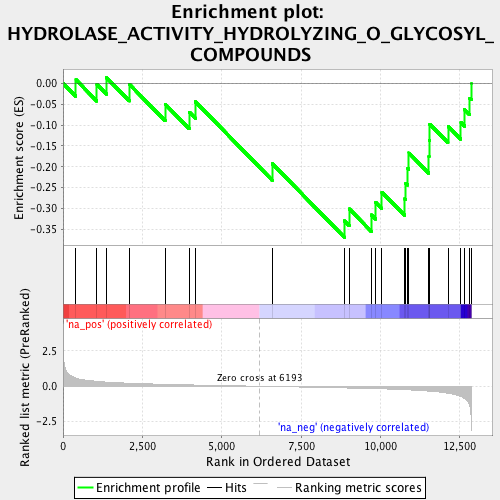 Enrichment plot:
HYDROLASE_ACTIVITY_HYDROLYZING_O_GLYCOSYL_
COMPOUNDS
Enrichment score (ES)
0.00
-0.05
-0.10
-0.15
-0.20
-0.25
-0.30
-0.35
'na_pos' (positively correlated)
Ranked list metric (PreRanked)
2.5
0.0
-2.5
Zero cross at 6193
'na_neg' (negatively correlated)
0
2,500
5,000
7,500
10,000
12,500
Rank in Ordered Dataset
Enrichment profile
Hits
Ranking metric scores